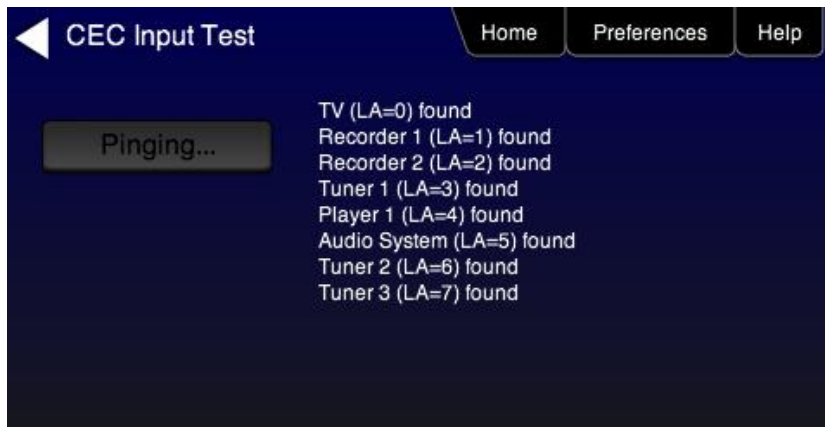 CEC Input Test
Home
Preferences
Help
Pinging...
TV (LA=0) found
Recorder 1 (LA=1) found
Recorder 2 (LA=2) found
Tuner 1 (LA=3) found
Player 1 (LA=4) found
Audio System (LA=5) found
Tuner 2 (LA=6) found
Tuner 3 (LA=7) found